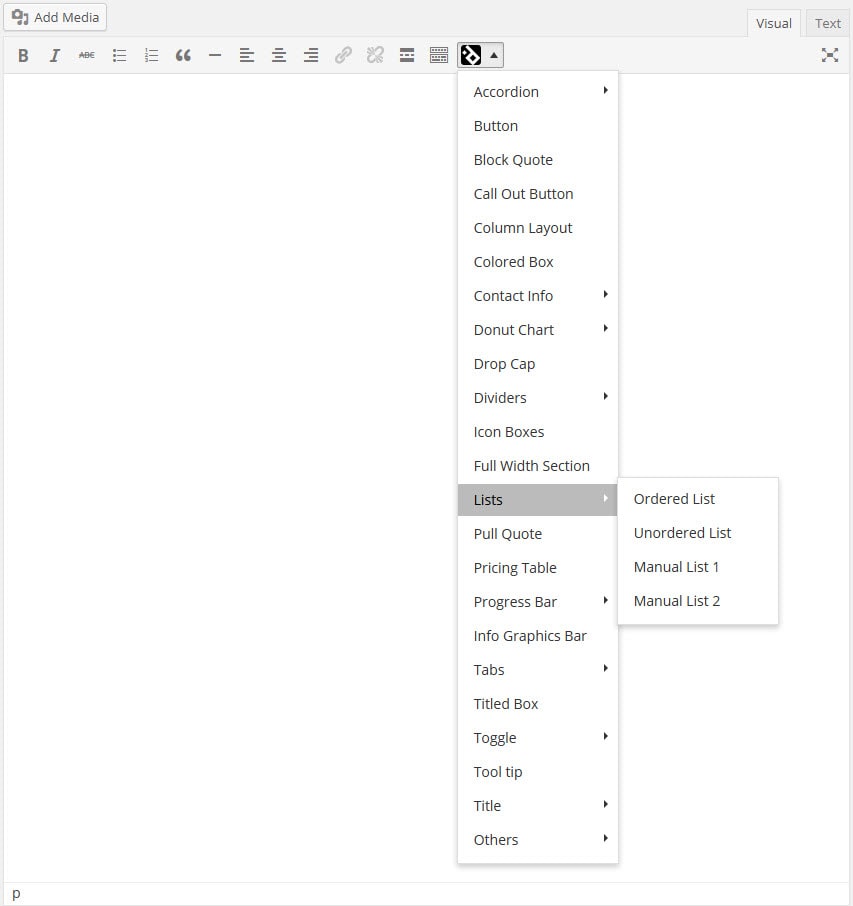 Add Media
Visual
Text
B I ABC
Accordion
Button
Block Quote
Call Out Button
Column Layout
Colored Box
Contact Info
Donut Chart
Drop Cap
Dividers
Icon Boxes
Full Width Section
Lists
Ordered List
Unordered List
Manual List 1
Manual List 2
Pull Quote
Pricing Table
Progress Bar
Info Graphics Bar
Tabs
Titled Box
Toggle
Tool tip
Title
Others
p